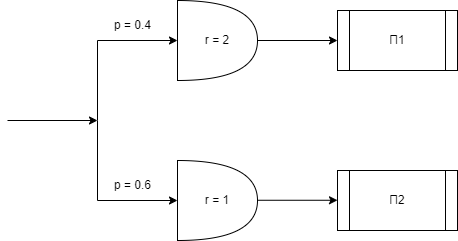 p = 0.4
r = 2
П1
p = 0.6
r = 1
П2